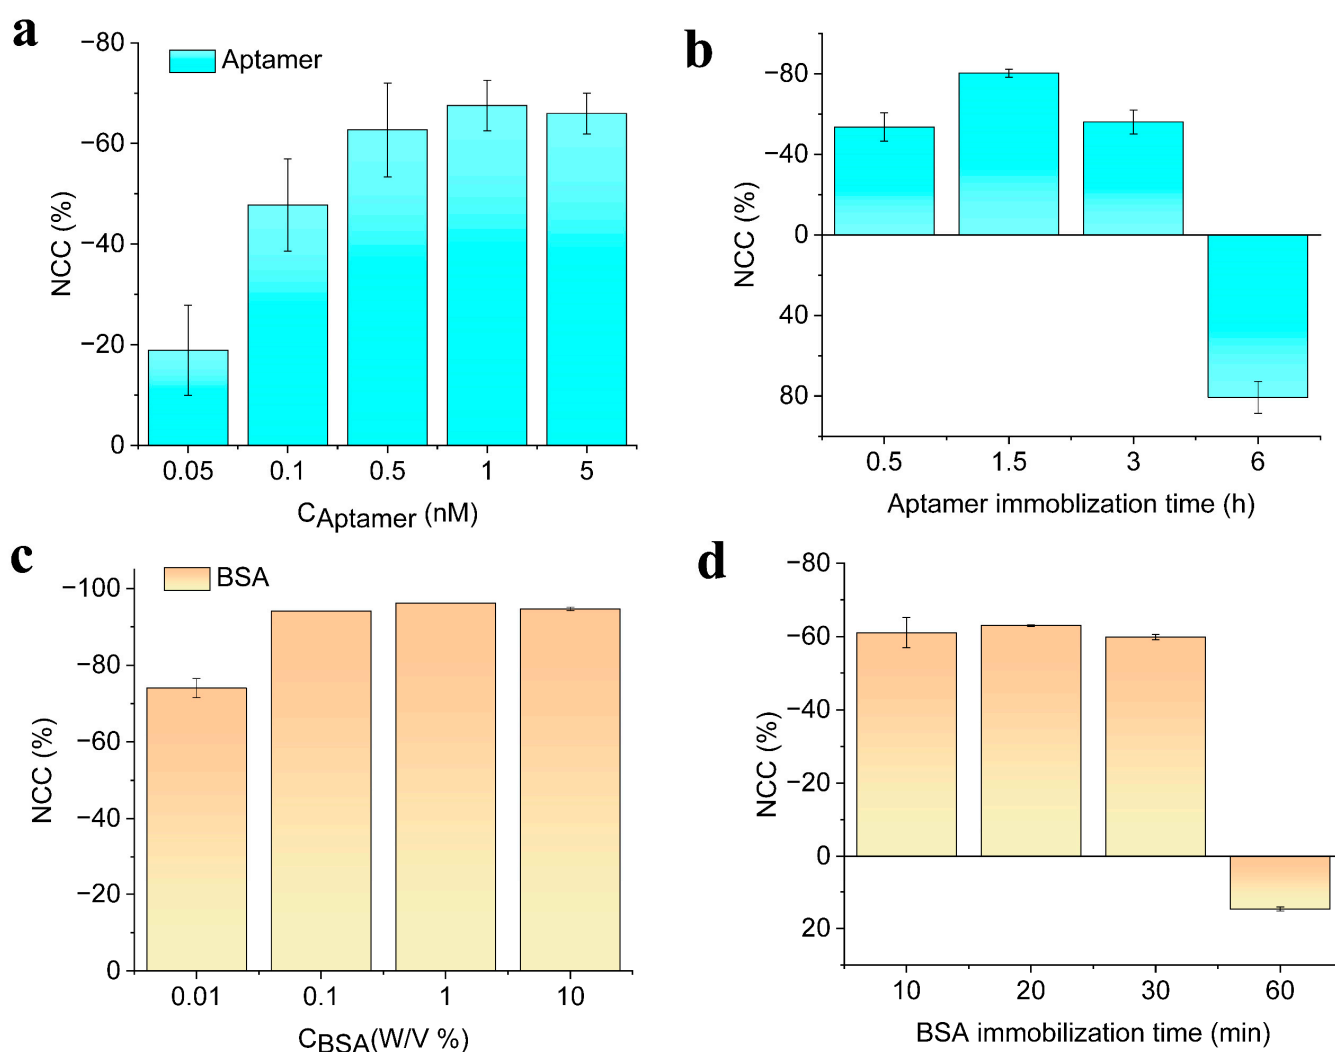 a
−80
−60
−40
−20
0
NCC (%)
Aptamer
0.05 0.1 0.5 1 5
CAptamer (nM)
b
−80
−40
0
40
80
NCC (%)
0.5 1.5 3 6
Aptamer immoblization time (h)
c
−100
−80
−60
−40
−20
0
NCC (%)
BSA
0.01 0.1 1 10
CBSA(W/V %)
d
−80
−60
−40
−20
0
20
NCC (%)
10 20 30 60
BSA immobilization time (min)